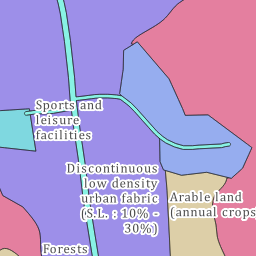 Sports and
leisure
facilities
Discontinuous
low density
urban fabric
(S.L. : 10% -
30%)
Arable land
(annual crops
Forests